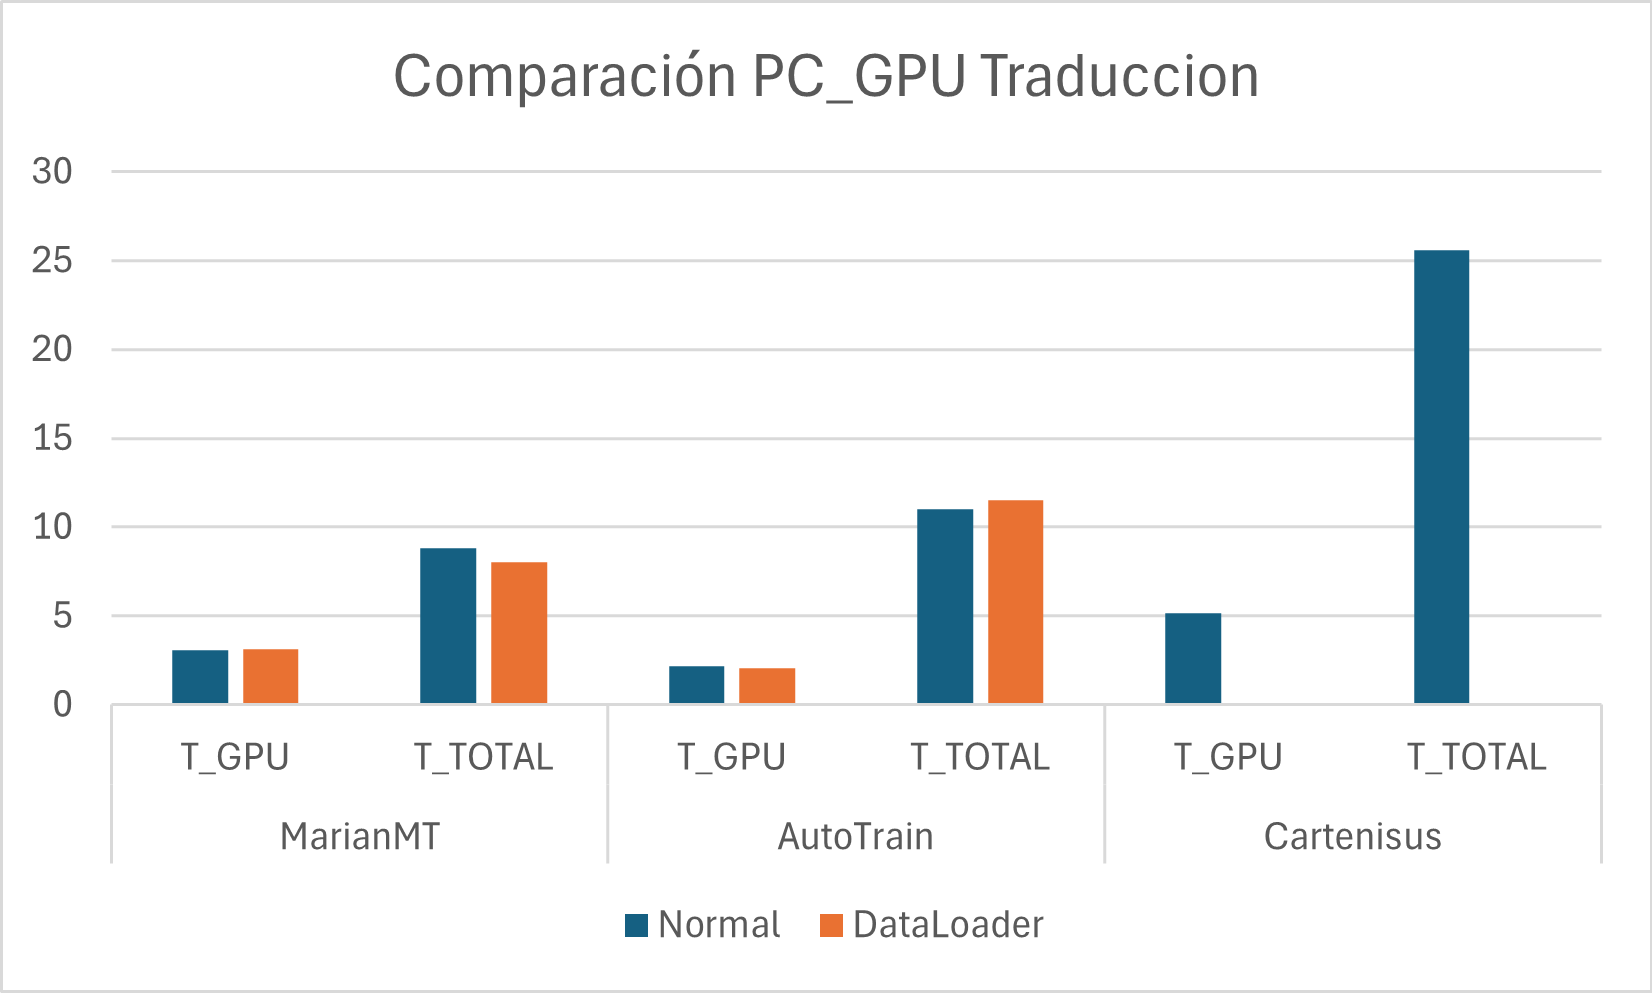 Comparación PC_GPU Traduccion
30
25
20
15
10
5
0
T_GPU T_TOTAL T_GPU T_TOTAL T_GPU T_TOTAL
MarianMT AutoTrain Cartenisus
Normal DataLoader